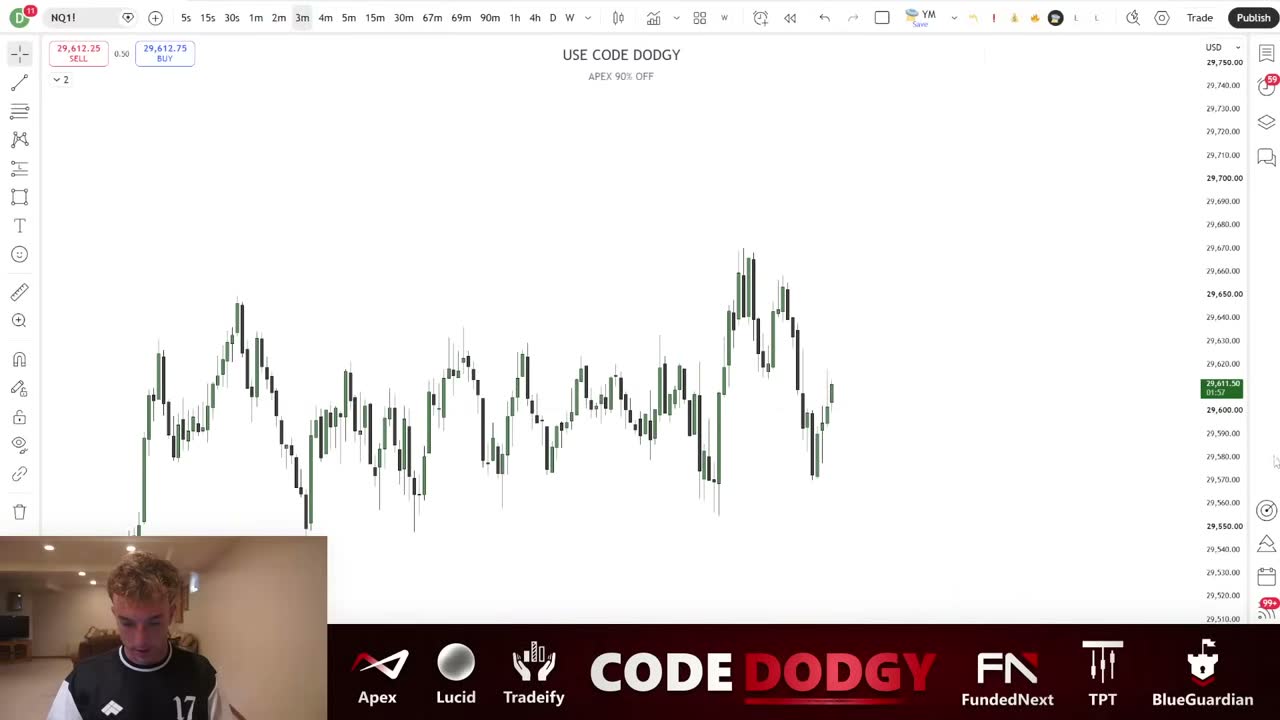 D 11 NQ1! 5s 15s 30s 1m 2m 3m 4m 5m 15m 30m 67m 69m 90m 1h 4h D W W YM Save L L Trade Publish
29,612.25 SELL 0.50 29,612.75 BUY
2
USE CODE DODGY
APEX 90% OFF
USD
29,750.00
29,740.00
29,730.00
29,720.00
29,710.00
29,700.00
29,690.00
29,680.00
29,670.00
29,660.00
29,650.00
29,640.00
29,630.00
29,620.00
29,611.50
01:57
29,600.00
29,590.00
29,580.00
29,570.00
29,560.00
29,550.00
29,540.00
29,530.00
29,520.00
29,510.00
59
99+
17
Apex
Lucid
Tradeify
CODE DODGY
FN
FundedNext
TPT
BlueGuardian